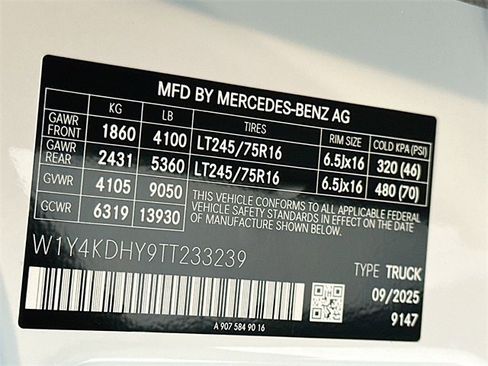 MFD BY MERCEDES-BENZ AG
KG LB TIRES RIM SIZE COLD KPA (PSI)
GAWR FRONT 1860 4100 LT245/75R16 6.5Jx16 320 (46)
GAWR REAR 2431 5360 LT245/75R16 6.5Jx16 480 (70)
GVWR 4105 9050
GCWR 6319 13930
THIS VEHICLE CONFORMS TO ALL APPLICABLE FEDERAL
VEHICLE SAFETY STANDARDS IN EFFECT ON THE DATE
OF MANUFACTURE SHOWN BELOW.
W1Y4KDHY9TT233239
TYPE TRUCK
09/2025
9147
A 907 584 90 16